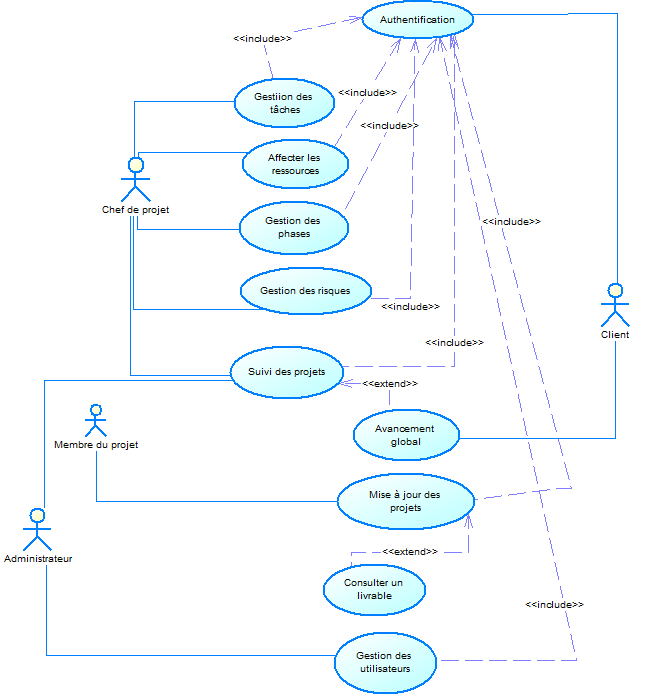 Authentification
<<include>>
Gestiion des
tâches
<<include>>
<<include>>
Affecter les
ressources
Chef de projet
Gestion des
phases
<<include>>
Gestion des risques
<<include>>
Client
<<include>>
Suivi des projets
<<extend>>
Avancement
global
Membre du projet
Mise à jour des
projets
Administrateur
<<extend>>
Consulter un
livrable
<<include>>
Gestion des
utilisateurs